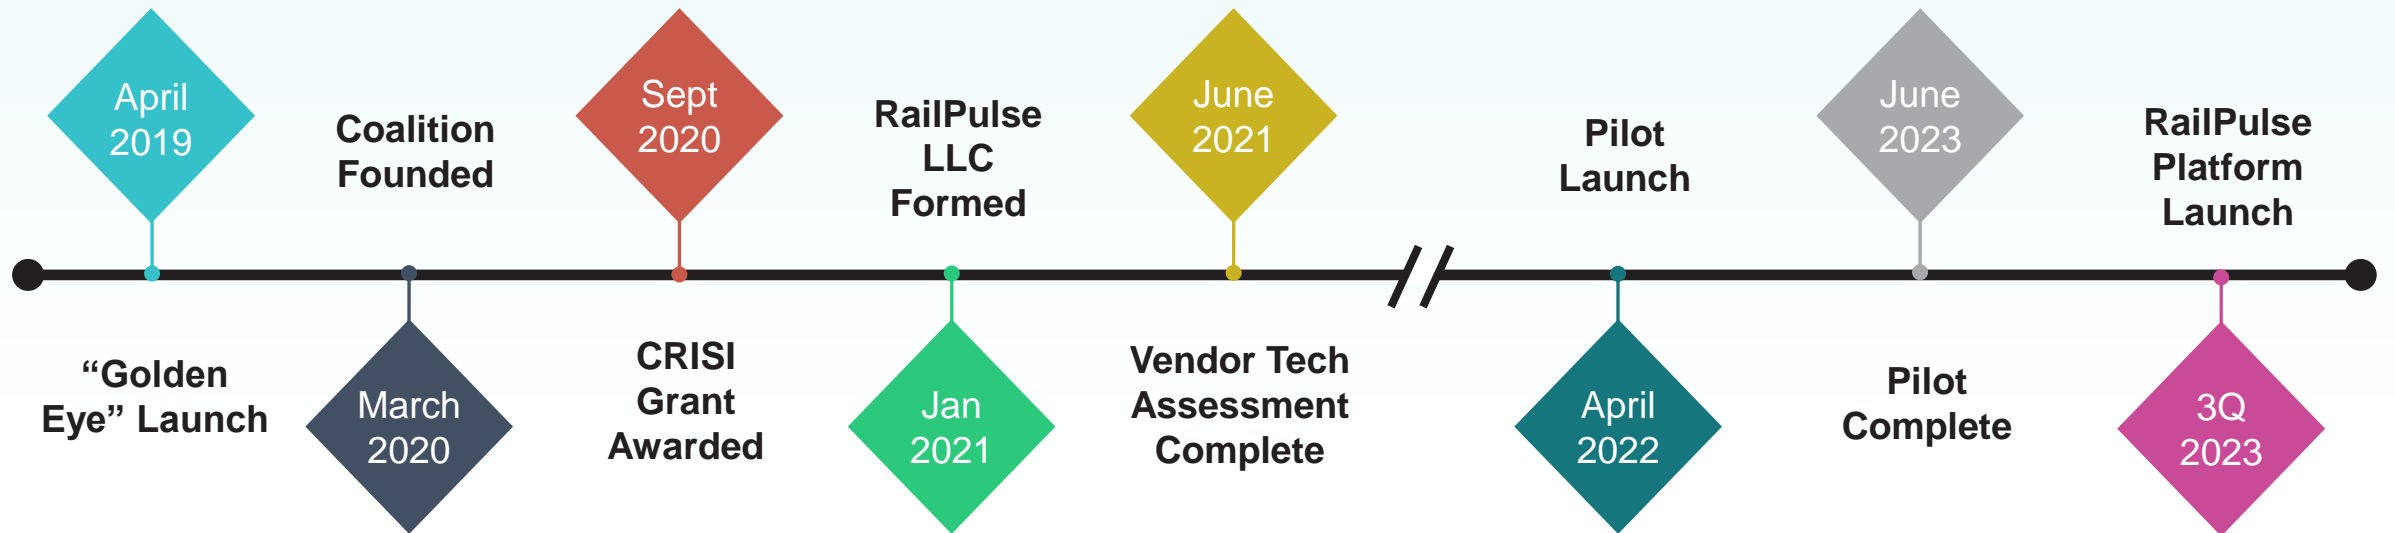 April
2019
“Golden
Eye” Launch
Coalition
Founded
March
2020
Sept
2020
CRISI
Grant
Awarded
RailPulse
LLC
Formed
Jan
2021
June
2021
Vendor Tech
Assessment
Complete
Pilot
Launch
April
2022
June
2023
Pilot
Complete
RailPulse
Platform
Launch
3Q
2023